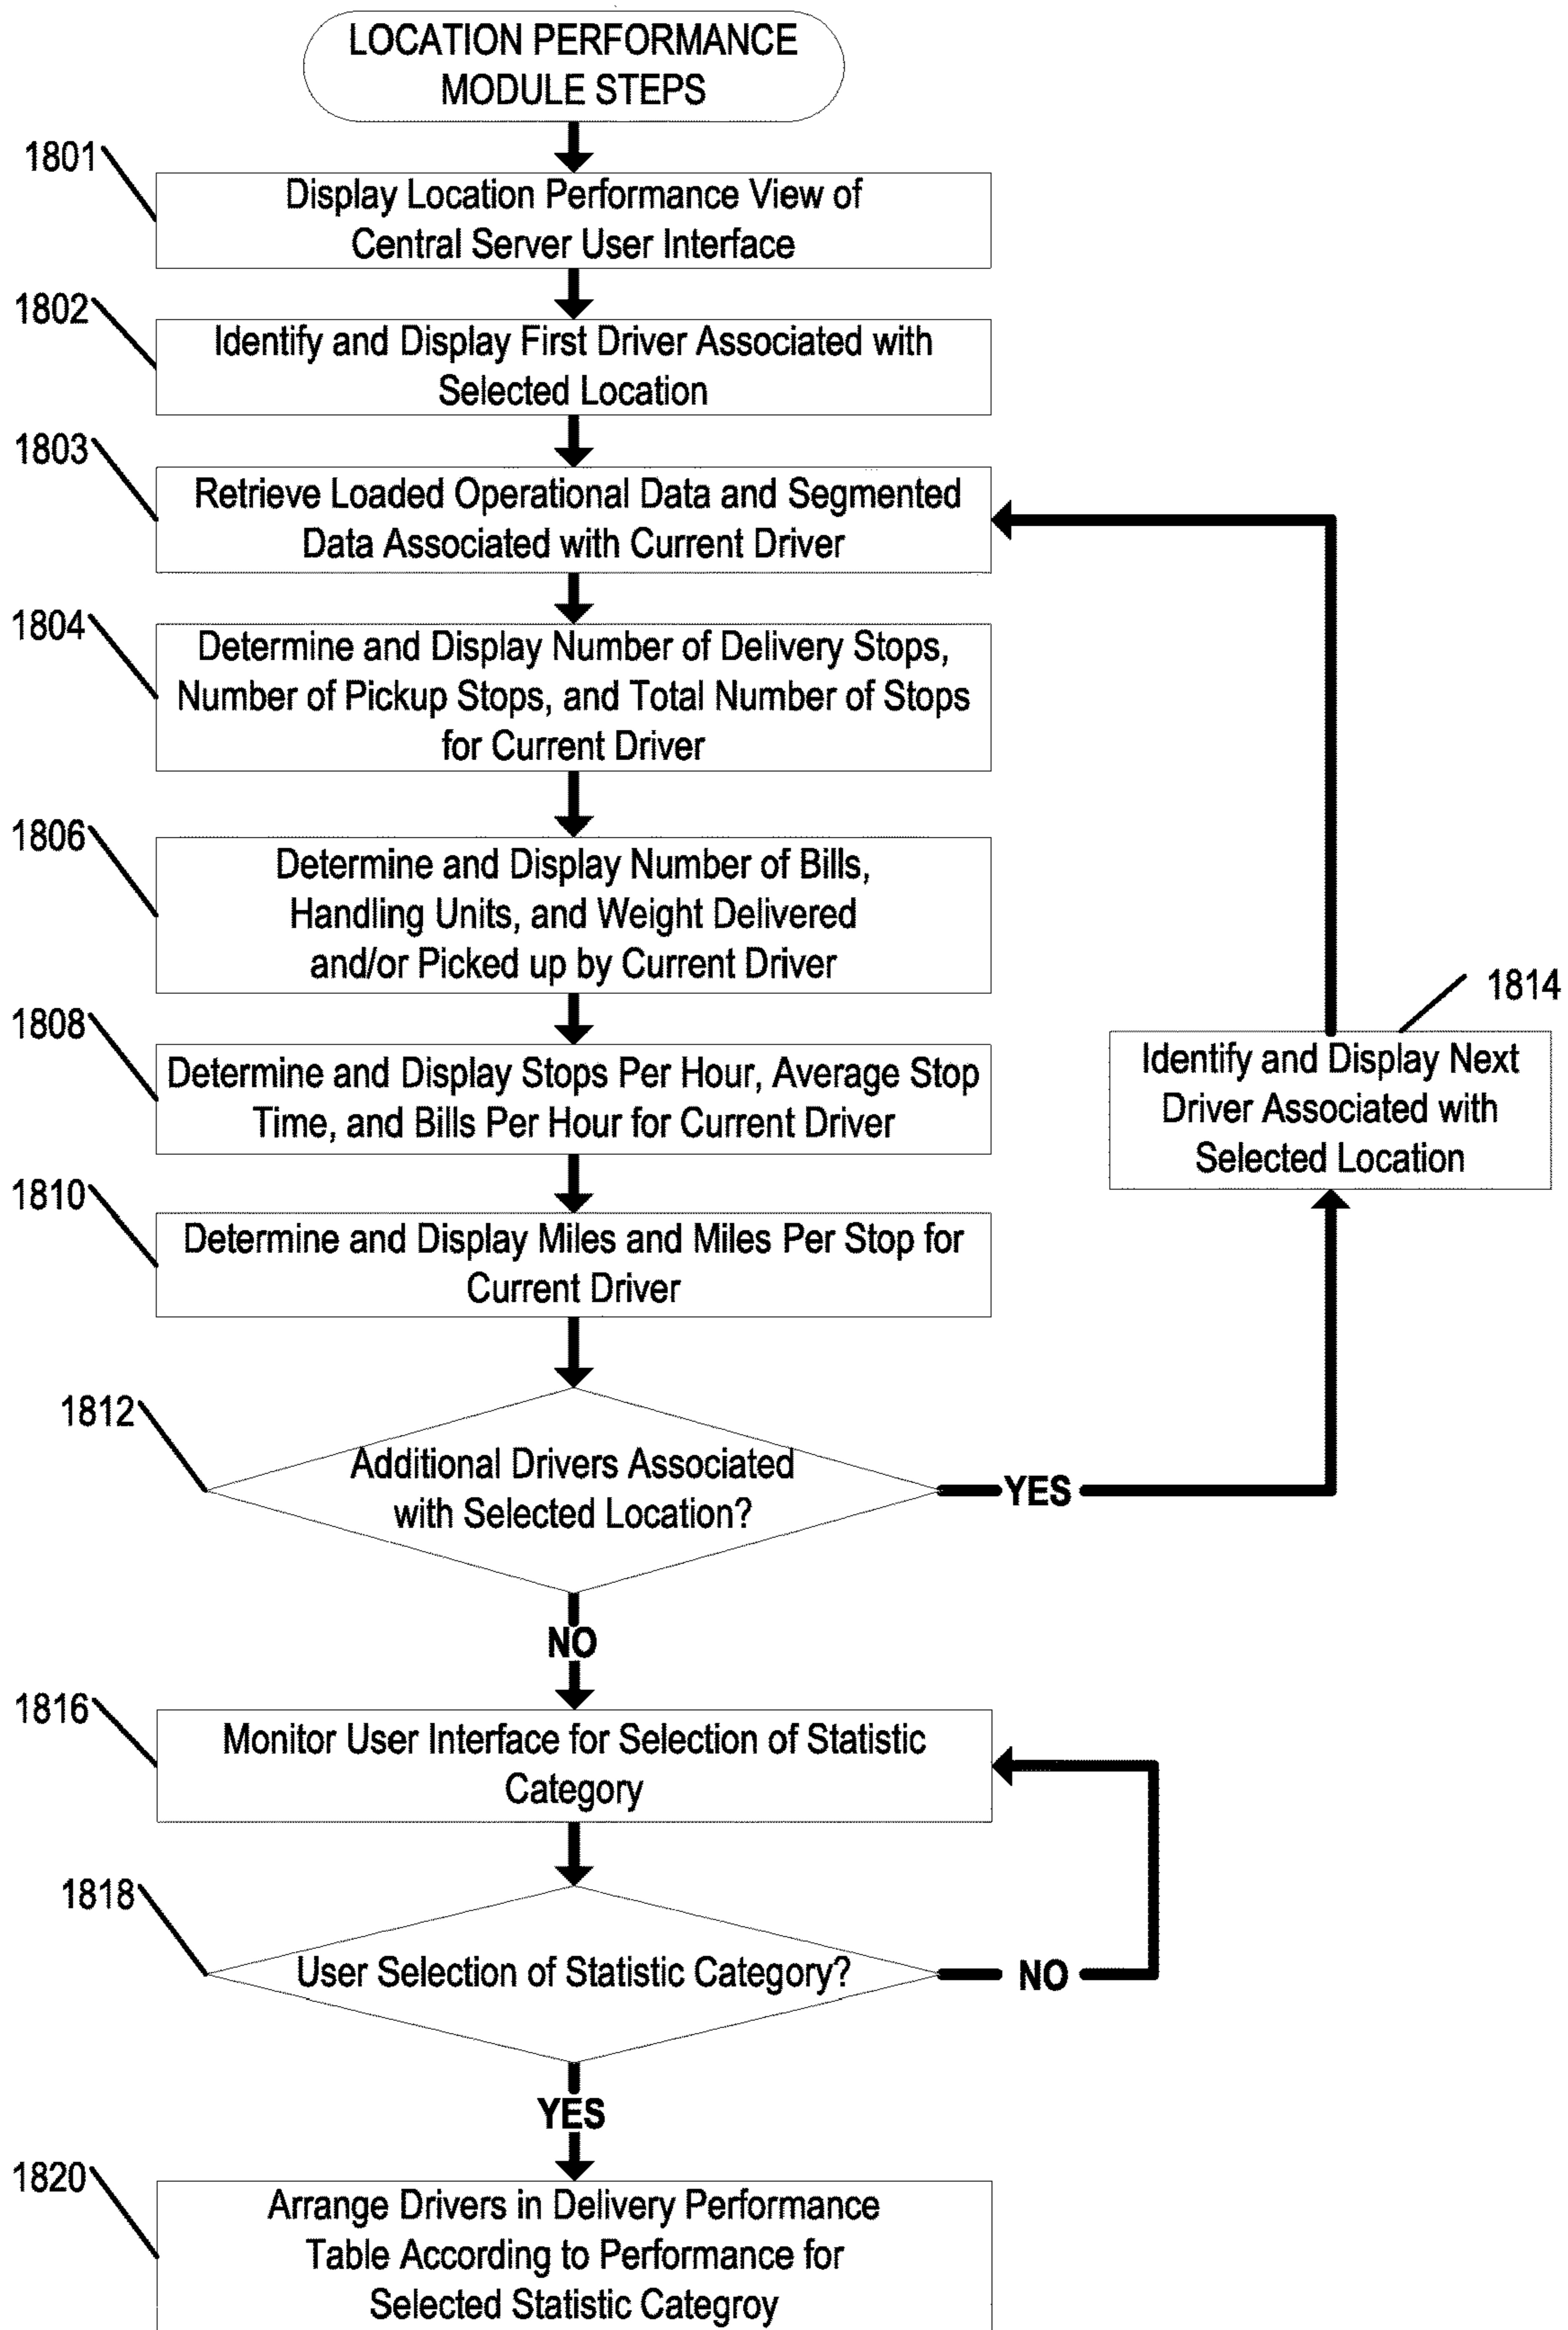 LOCATION PERFORMANCE
MODULE STEPS
1801
Display Location Performance View of
Central Server User Interface
1802
Identify and Display First Driver Associated with
Selected Location
1803
Retrieve Loaded Operational Data and Segmented
Data Associated with Current Driver
1804
Determine and Display Number of Delivery Stops,
Number of Pickup Stops, and Total Number of Stops
for Current Driver
1806
Determine and Display Number of Bills,
Handling Units, and Weight Delivered
and/or Picked up by Current Driver
1808
Determine and Display Stops Per Hour, Average Stop
Time, and Bills Per Hour for Current Driver
1810
Determine and Display Miles and Miles Per Stop for
Current Driver
1812
Additional Drivers Associated
with Selected Location?
YES
1814
Identify and Display Next
Driver Associated with
Selected Location
NO
1816
Monitor User Interface for Selection of Statistic
Category
1818
User Selection of Statistic Category?
NO
YES
1820
Arrange Drivers in Delivery Performance
Table According to Performance for
Selected Statistic Categroy